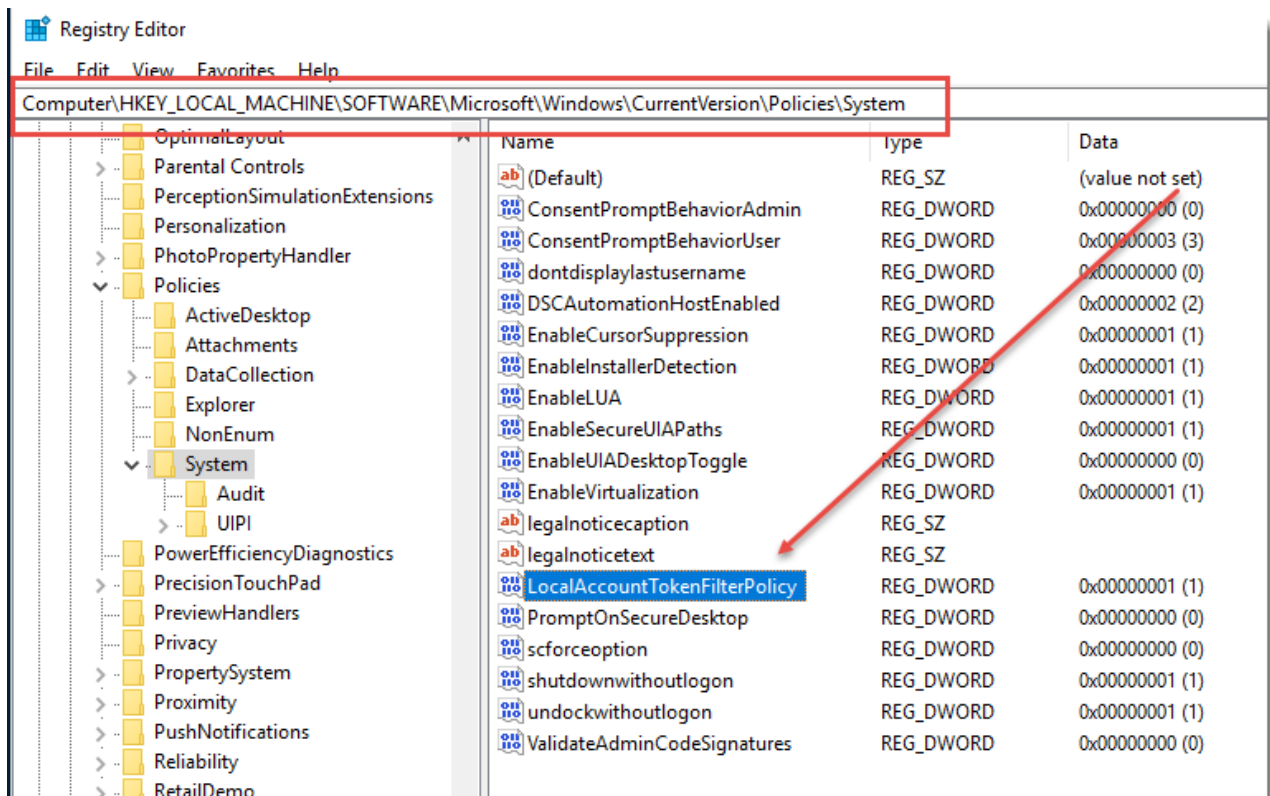 Registry Editor
File Edit View Favorites Help
Computer\HKEY_LOCAL_MACHINE\SOFTWARE\Microsoft\Windows\CurrentVersion\Policies\System
OptimalLayout
Parental Controls
PerceptionSimulationExtensions
Personalization
PhotoPropertyHandler
Policies
ActiveDesktop
Attachments
DataCollection
Explorer
NonEnum
System
Audit
UIPI
PowerEfficiencyDiagnostics
PrecisionTouchPad
PreviewHandlers
Privacy
PropertySystem
Proximity
PushNotifications
Reliability
RetailDemo
Name Type Data
(Default) REG_SZ (value not set)
ConsentPromptBehaviorAdmin REG_DWORD 0x00000000 (0)
ConsentPromptBehaviorUser REG_DWORD 0x00000003 (3)
dontdisplaylastusername REG_DWORD 0x00000000 (0)
DSCAutomationHostEnabled REG_DWORD 0x00000002 (2)
EnableCursorSuppression REG_DWORD 0x00000001 (1)
EnableInstallerDetection REG_DWORD 0x00000001 (1)
EnableLUA REG_DWORD 0x00000001 (1)
EnableSecureUIAPaths REG_DWORD 0x00000001 (1)
EnableUIADesktopToggle REG_DWORD 0x00000000 (0)
EnableVirtualization REG_DWORD 0x00000001 (1)
legalnoticecaption REG_SZ
legalnoticetext REG_SZ
LocalAccountTokenFilterPolicy REG_DWORD 0x00000001 (1)
PromptOnSecureDesktop REG_DWORD 0x00000000 (0)
scforceoption REG_DWORD 0x00000000 (0)
shutdownwithoutlogon REG_DWORD 0x00000001 (1)
undockwithoutlogon REG_DWORD 0x00000001 (1)
ValidateAdminCodeSignatures REG_DWORD 0x00000000 (0)